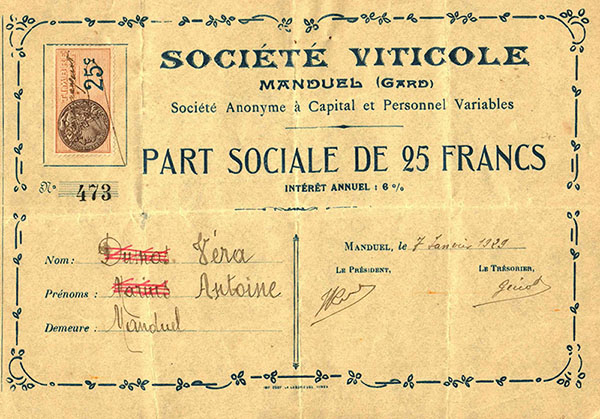 SOCIÉTÉ VITICOLE
MANDUEL (GARD)
Société Anonyme à Capital et Personnel Variables
25c
PART SOCIALE DE 25 FRANCS
INTÉRÊT ANNUEL : 6 %
N° 473
Nom: Véra
Prénoms : Antoine
Demeure : Manduel
MANDUEL, le 7 Janvier 1929
LE PRÉSIDENT,
LE TRÉSORIER,